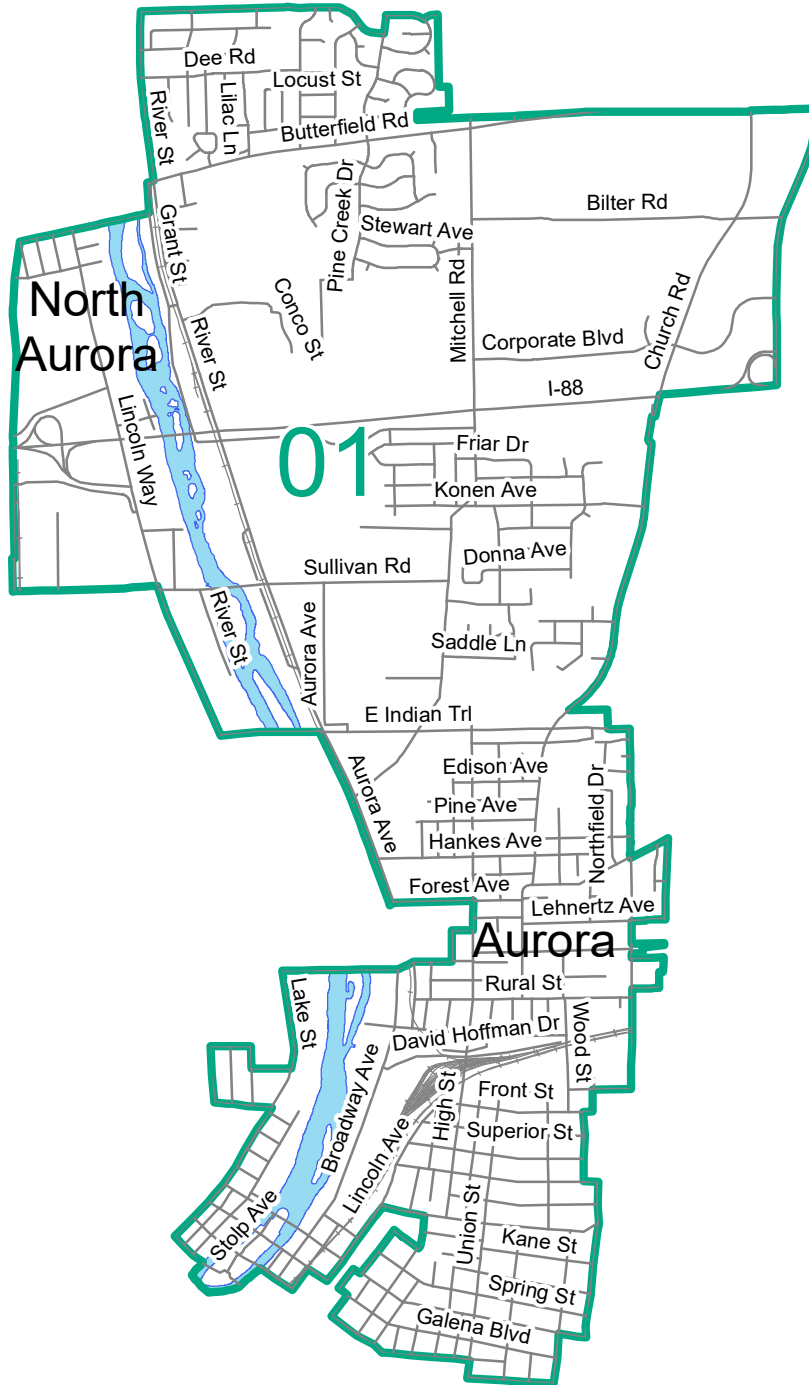 Dee Rd
Locust St
River St
Lilac Ln
Butterfield Rd
Pine Creek Dr
Bilter Rd
Grant St
Stewart Ave
North
Aurora
Conco St
River St
Mitchell Rd
Church Rd
Corporate Blvd
I-88
Lincoln Way
01
Friar Dr
Konen Ave
Donna Ave
Sullivan Rd
River St
Aurora Ave
Saddle Ln
E Indian Trl
Aurora Ave
Edison Ave
Northfield Dr
Pine Ave
Hankes Ave
Forest Ave
Lehnertz Ave
Aurora
Rural St
Lake St
David Hoffman Dr
Wood St
Broadway Ave
Front St
High St
Lincoln Ave
Superior St
Stolp Ave
Union St
Kane St
Spring St
Galena Blvd